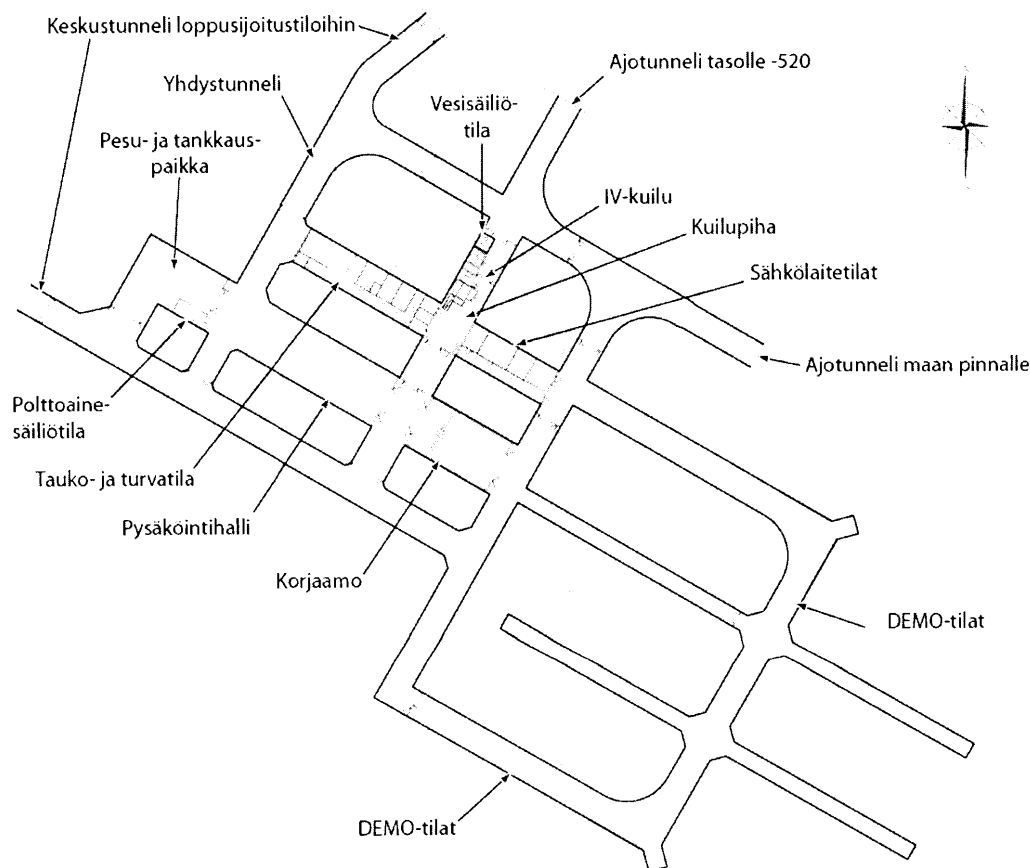 Keskustunneli loppusijoitustiloihin
Yhdystunneli
Pesu- ja tankkaus-
paikka
Vesisäiliö-
tila
Ajotunneli tasolle -520
IV-kuilu
Kuilupiha
Sähkölaitetilat
Ajotunneli maan pinnalle
Polttoaine-
säiliötila
Tauko- ja turvatila
Pysäköintihalli
Korjaamo
DEMO-tilat
DEMO-tilat